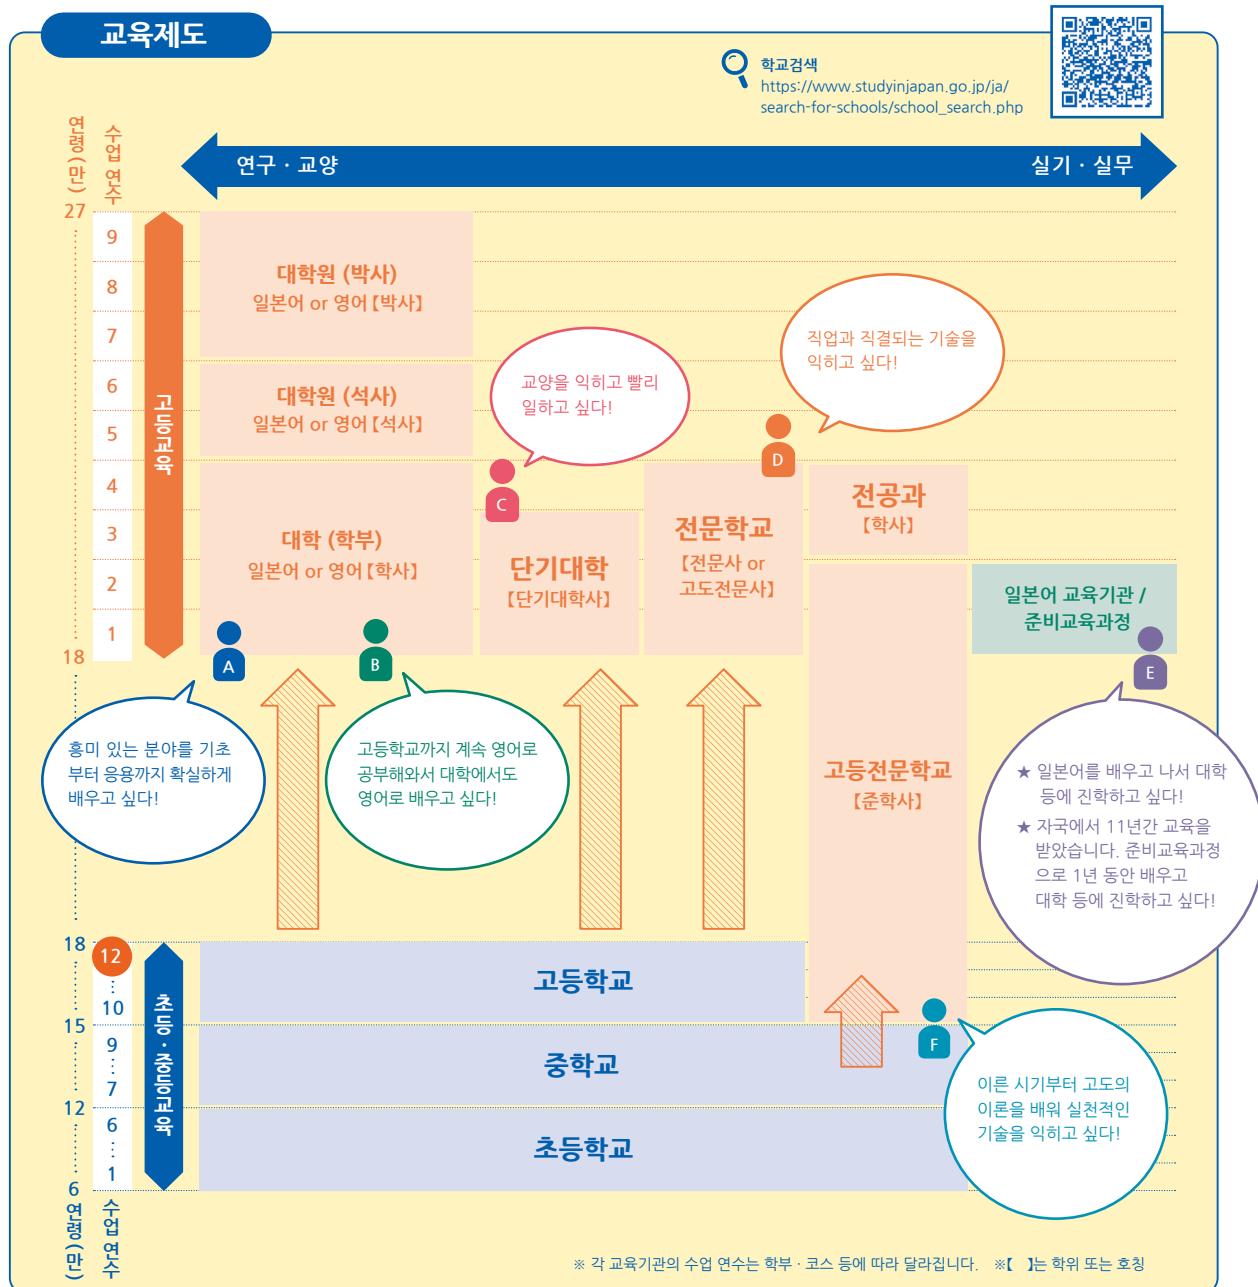 교육제도
학교검색
https://www.studyinjapan.go.jp/ja/
search-for-schools/school_search.php
연령(만)
수업 연수
연구 · 교양
실기 · 실무
27
9
8
7
6
5
4
3
2
1
18
고등교육
대학원 (박사)
일본어 or 영어【박사】
대학원 (석사)
일본어 or 영어【석사】
대학 (학부)
일본어 or 영어【학사】
교양을 익히고 빨리
일하고 싶다!
C
단기대학
【단기대학사】
직업과 직결되는 기술을
익히고 싶다!
D
전문학교
【전문사 or
고도전문사】
전공과
【학사】
일본어 교육기관 /
준비교육과정
A
B
E
흥미 있는 분야를 기초
부터 응용까지 확실하게
배우고 싶다!
고등학교까지 계속 영어로
공부해와서 대학에서도
영어로 배우고 싶다!
고등전문학교
【준학사】
★ 일본어를 배우고 나서 대학
등에 진학하고 싶다!
★ 자국에서 11년간 교육을
받았습니다. 준비교육과정
으로 1년 동안 배우고
대학 등에 진학하고 싶다!
18
12
10
15
9
7
12
6
1
6
초등 · 중등교육
고등학교
중학교
초등학교
F
이른 시기부터 고도의
이론을 배워 실천적인
기술을 익히고 싶다!
연령(만)
수업 연수
※ 각 교육기관의 수업 연수는 학부 · 코스 등에 따라 달라집니다. ※【 】는 학위 또는 호칭